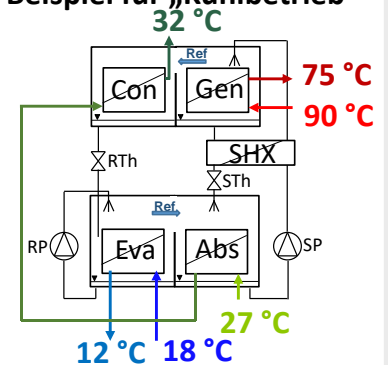 Beispiel für „Kühlbetrieb
32 °C
Ref
Con
Gen
75 °C
90 °C
RTh
SHX
STh
Ref
RP
Eva
Abs
SP
27 °C
12 °C
18 °C